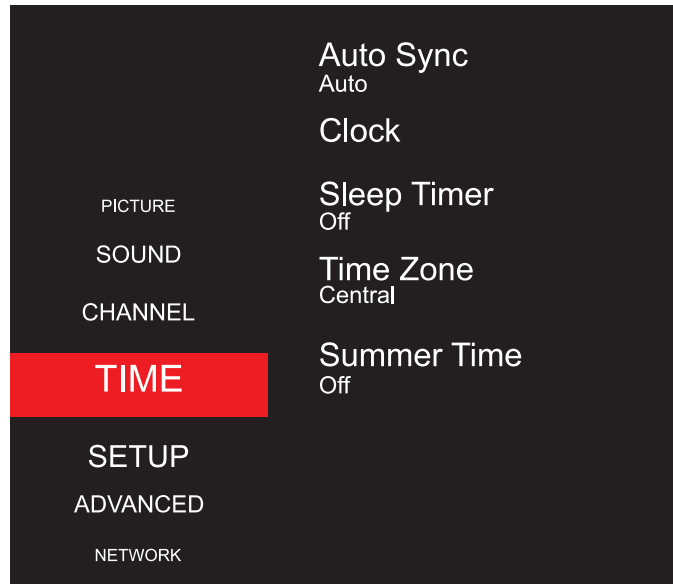 PICTURE
SOUND
CHANNEL
TIME
SETUP
ADVANCED
NETWORK
Auto Sync
Auto
Clock
Sleep Timer
Off
Time Zone
Central
Summer Time
Off